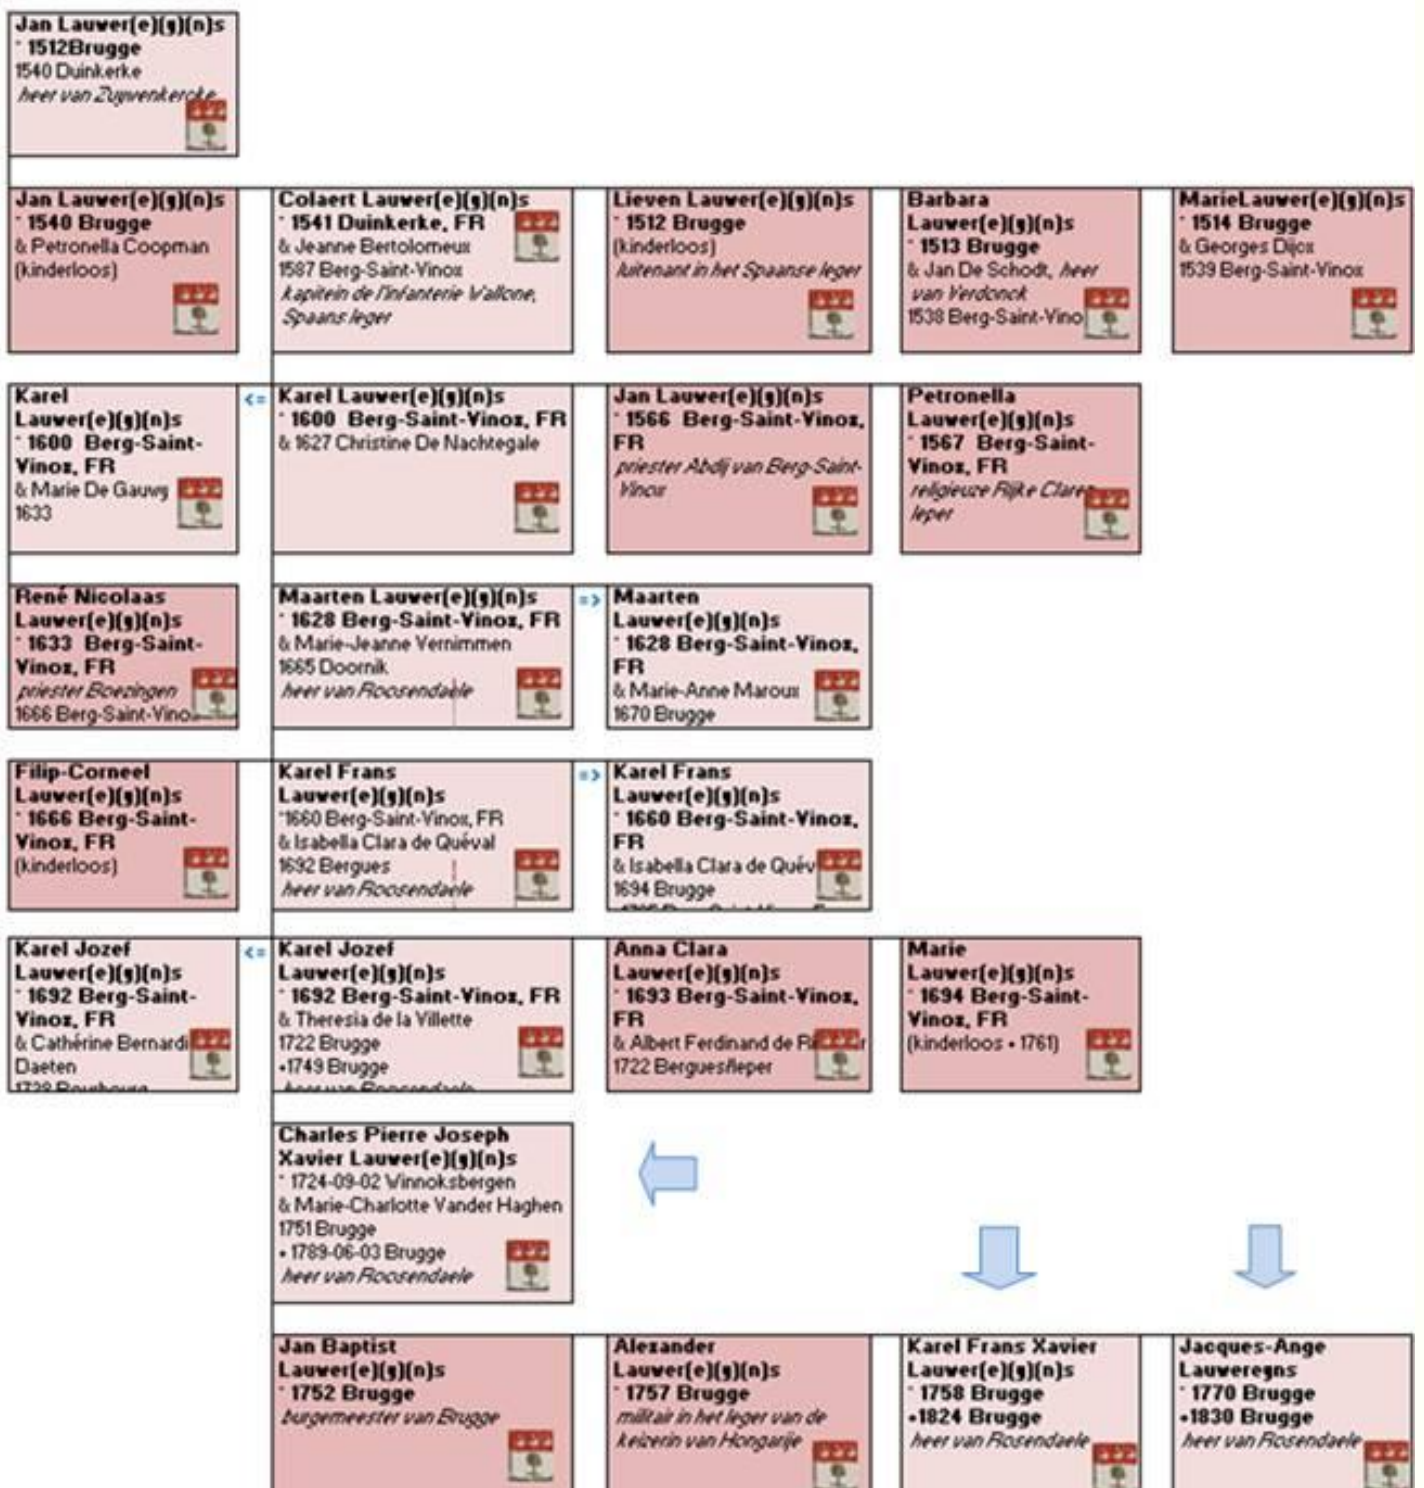 Jan Lauwer(e)(y)(n)s
° 1512Brugge
1540 Duinkerke
heer van Zuyvenkercke
Jan Lauwer(e)(y)(n)s
° 1540 Brugge
& Petronella Coopman
(kinderloos)
Colaert Lauwer(e)(y)(n)s
° 1541 Duinkerke, FR
& Jeanne Bertolomeux
1587 Berg-Saint-Vinox
kapitein de l'infanterie Wallone,
Spaans leger
Lieven Lauwer(e)(y)(n)s
° 1512 Brugge
(kinderloos)
luitenant in het Spaanse leger
Barbara
Lauwer(e)(y)(n)s
° 1513 Brugge
& Jan De Schodt, heer
van Verdonck
1538 Berg-Saint-Vino
MarieLauwer(e)(y)(n)s
° 1514 Brugge
& Georges Dijox
1539 Berg-Saint-Vinox
Karel
Lauwer(e)(y)(n)s
° 1600 Berg-Saint-
Vinox, FR
& Marie De Gauvy
1633
<=
Karel Lauwer(e)(y)(n)s
° 1600 Berg-Saint-Vinox, FR
& 1627 Christine De Nachtegale
Jan Lauwer(e)(y)(n)s
° 1566 Berg-Saint-Vinox,
FR
priester Abdij van Berg-Saint-
Vinox
Petronella
Lauwer(e)(y)(n)s
° 1567 Berg-Saint-
Vinox, FR
religieuze Rijke Claren
Ieper
René Nicolaas
Lauwer(e)(y)(n)s
° 1633 Berg-Saint-
Vinox, FR
priester Boezingen
1666 Berg-Saint-Vinox
Maarten Lauwer(e)(y)(n)s
° 1628 Berg-Saint-Vinox, FR
& Marie-Jeanne Vernimmen
1665 Doornik
heer van Roosendaele
=>
Maarten
Lauwer(e)(y)(n)s
° 1628 Berg-Saint-Vinox,
FR
& Marie-Anne Maroux
1670 Brugge
Filip-Corneel
Lauwer(e)(y)(n)s
° 1666 Berg-Saint-
Vinox, FR
(kinderloos)
Karel Frans
Lauwer(e)(y)(n)s
°1660 Berg-Saint-Vinox, FR
& Isabella Clara de Quéval
1692 Bergues
heer van Roosendaele
=>
Karel Frans
Lauwer(e)(y)(n)s
° 1660 Berg-Saint-Vinox,
FR
& Isabella Clara de Quév
1694 Brugge
Karel Jozef
Lauwer(e)(y)(n)s
° 1692 Berg-Saint-
Vinox, FR
& Cathérine Bernardi
Daeten
1738 Bourbourg
<=
Karel Jozef
Lauwer(e)(y)(n)s
° 1692 Berg-Saint-Vinox, FR
& Theresia de la Villette
1722 Brugge
+1749 Brugge
heer van Roosendaele
Anna Clara
Lauwer(e)(y)(n)s
° 1693 Berg-Saint-Vinox,
FR
& Albert Ferdinand de
1722 Bergues/Ieper
Marie
Lauwer(e)(y)(n)s
° 1694 Berg-Saint-
Vinox, FR
(kinderloos + 1761)
Charles Pierre Joseph
Xavier Lauwer(e)(y)(n)s
° 1724-09-02 Winnoksbergen
& Marie-Charlotte Vander Haghen
1751 Brugge
+ 1789-06-03 Brugge
heer van Roosendaele
Jan Baptist
Lauwer(e)(y)(n)s
° 1752 Brugge
burgemeester van Brugge
Alexander
Lauwer(e)(y)(n)s
° 1757 Brugge
militair in het leger van de
keizerin van Hongarije
Karel Frans Xavier
Lauwer(e)(y)(n)s
° 1758 Brugge
+1824 Brugge
heer van Rosendaele
Jacques-Ange
Lauwereyns
° 1770 Brugge
+1830 Brugge
heer van Rosendaele